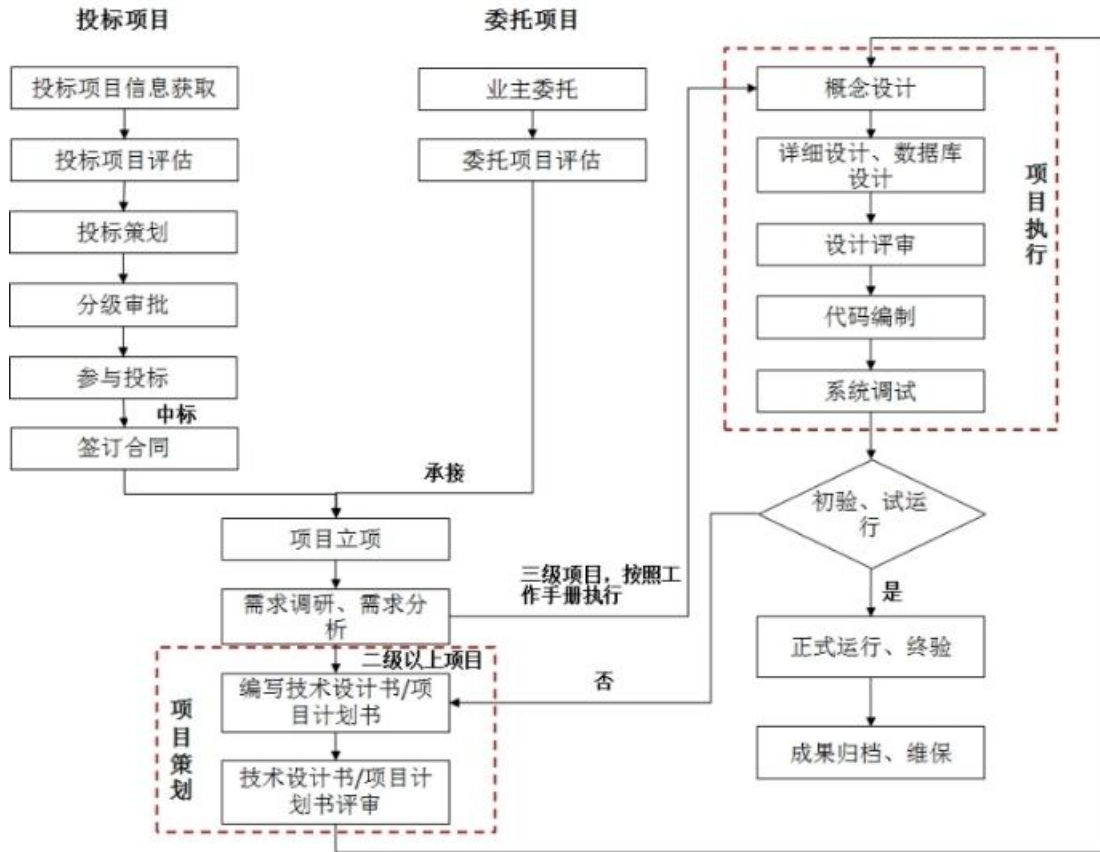 投标项目
投标项目信息获取
投标项目评估
投标策划
分级审批
参与投标
中标
签订合同
委托项目
业主委托
委托项目评估
承接
项目立项
需求调研、需求分
析
三级项目，按照工
作手册执行
二级以上项目
项目策划
编写技术设计书/项
目计划书
技术设计书/项目计
划书评审
项目执行
概念设计
详细设计、数据库
设计
设计评审
代码编制
系统调试
初验、试运
行
否
是
正式运行、终验
成果归档、维保